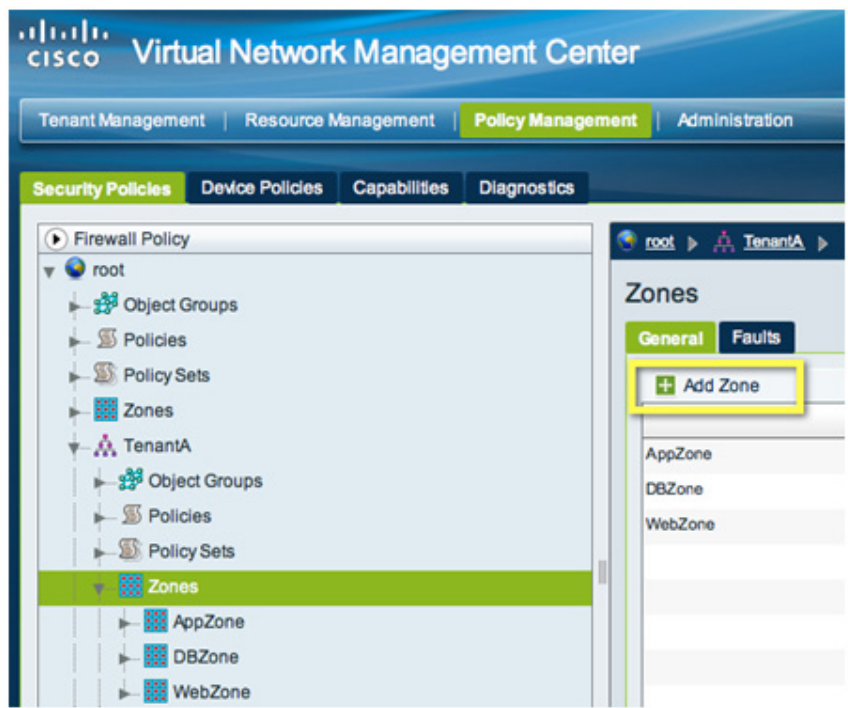 CISCO Virtual Network Management Center
Tenant Management | Resource Management | Policy Management | Administration
Security Policies Device Policies Capabilities Diagnostics
Firewall Policy
root
Object Groups
Policies
Policy Sets
Zones
TenantA
Object Groups
Policies
Policy Sets
Zones
AppZone
DBZone
WebZone
root TenantA
Zones
General Faults
Add Zone
AppZone
DBZone
WebZone